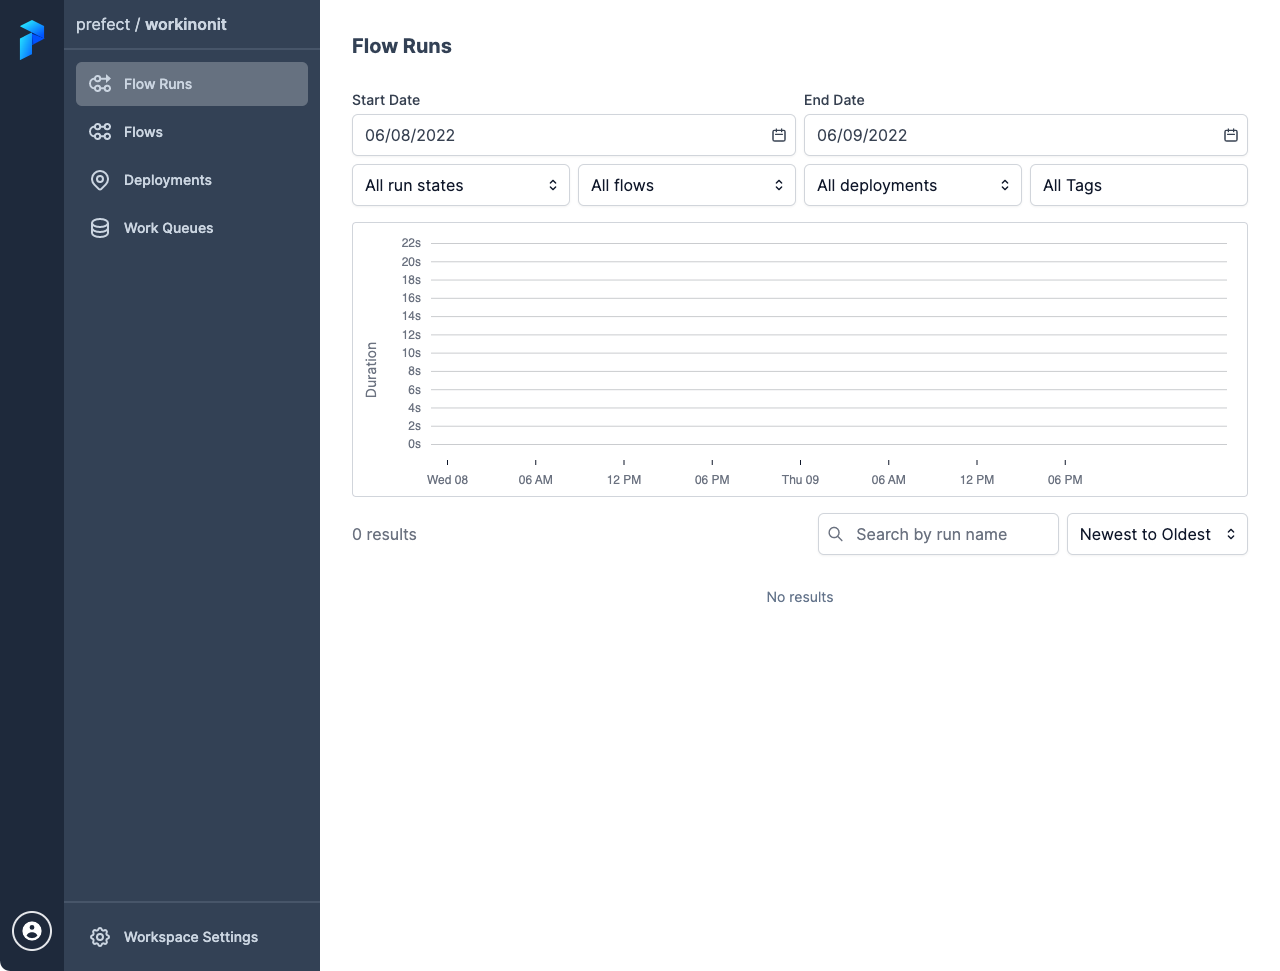 prefect / workinonit
Flow Runs
Flows
Deployments
Work Queues
Workspace Settings
Flow Runs
Start Date
End Date
06/08/2022
06/09/2022
All run states
All flows
All deployments
All Tags
Duration
22s
20s
18s
16s
14s
12s
10s
8s
6s
4s
2s
0s
Wed 08
06 AM
12 PM
06 PM
Thu 09
06 AM
12 PM
06 PM
0 results
Search by run name
Newest to Oldest
No results